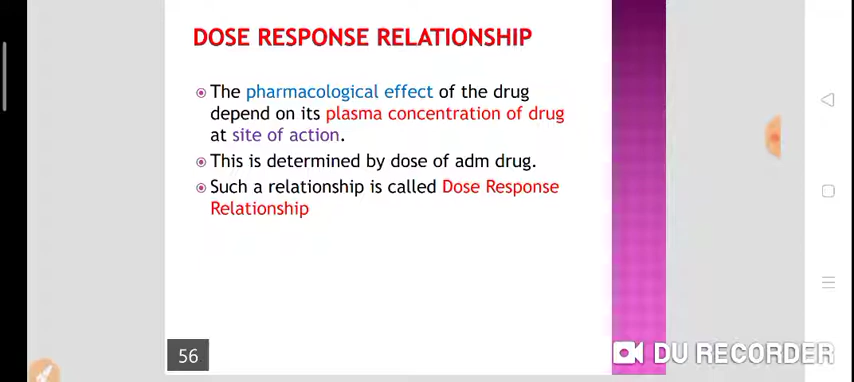 DOSE RESPONSE RELATIONSHIP
The pharmacological effect of the drug
depend on its plasma concentration of drug
at site of action.
This is determined by dose of adm drug.
Such a relationship is called Dose Response
Relationship
56
DU RECORDER